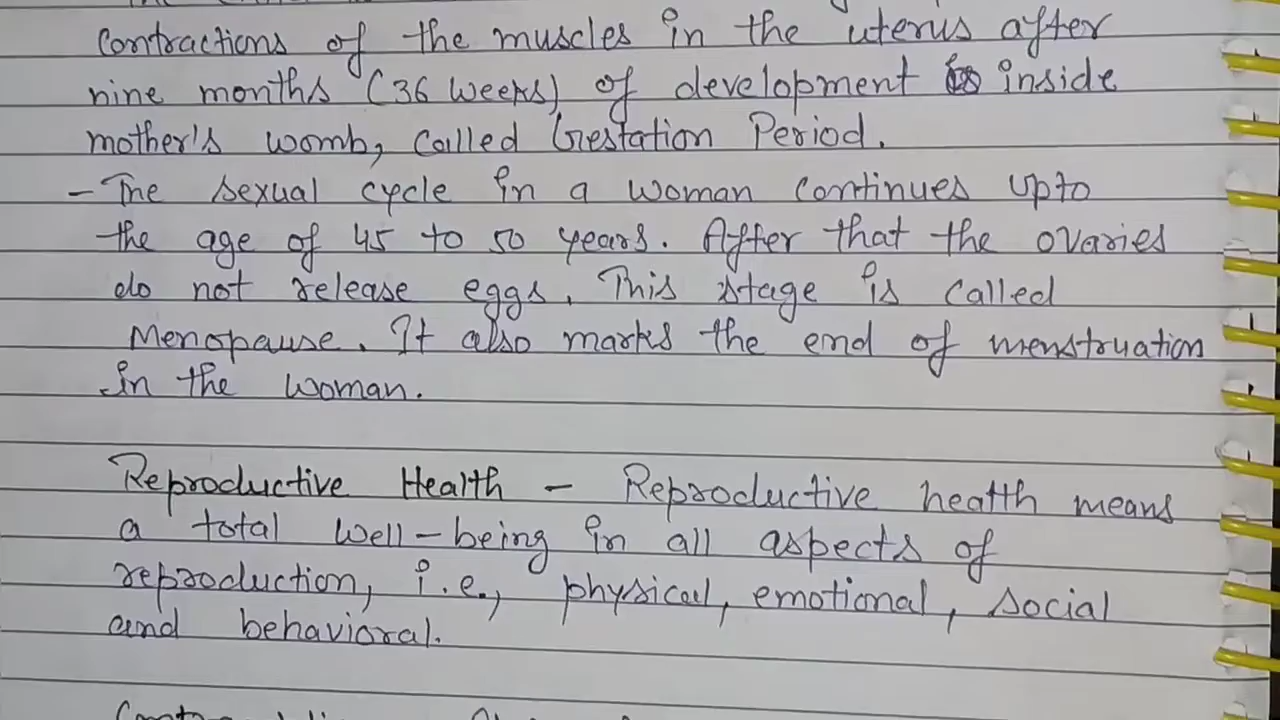 contractions of the muscles in the uterus after
nine months (36 weeks) of development inside
mother's womb, called Gestation Period.
- The sexual cycle in a woman continues upto
the age of 45 to 50 years. After that the ovaries
do not release eggs. This stage is called
Menopause. It also marks the end of menstruation
in the woman.
Reproductive Health - Reproductive health means
a total well-being in all aspects of
reproduction, i.e., physical, emotional, social
and behavioral.